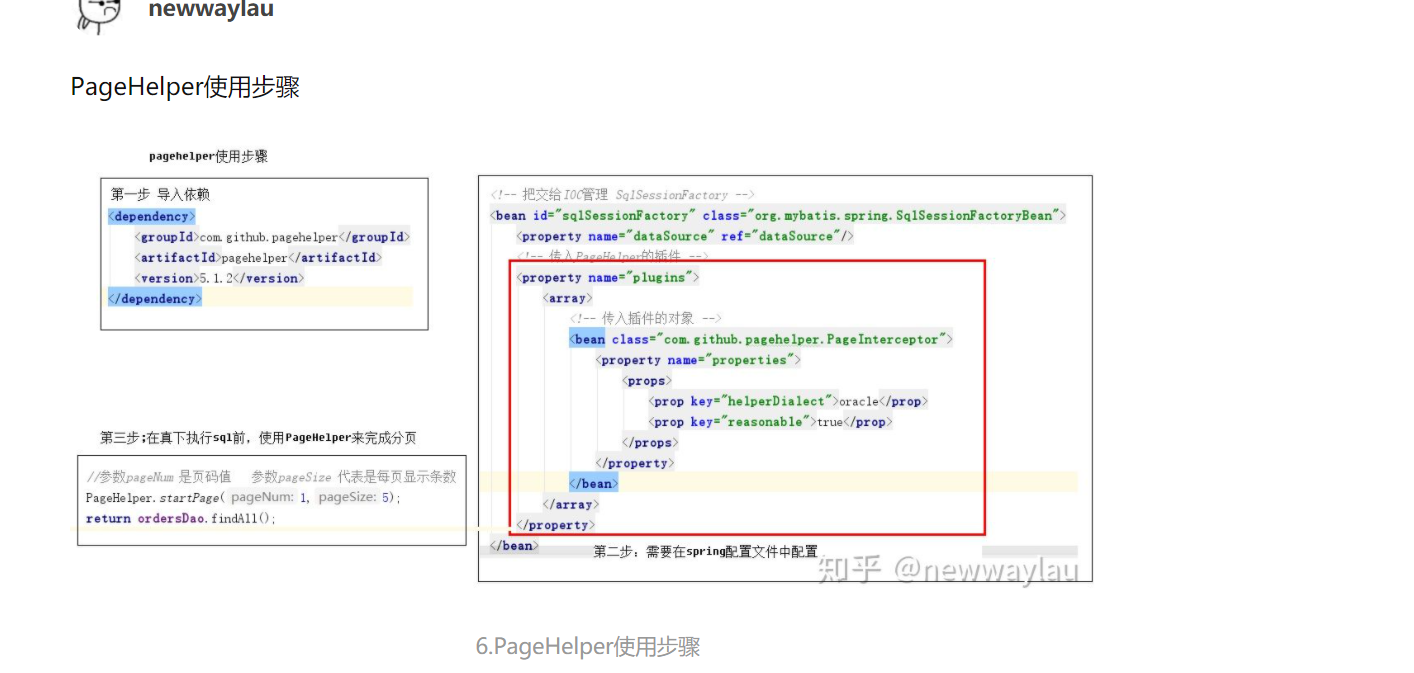 newwaylau
PageHelper使用步骤
pagehelper使用步骤
第一步 导入依赖
<dependency>
<groupId>com.github.pagehelper</groupId>
<artifactId>pagehelper</artifactId>
<version>5.1.2</version>
</dependency>
<!-- 把交给IOC管理 SqlSessionFactory -->
<bean id="sqlSessionFactory" class="org.mybatis.spring.SqlSessionFactoryBean">
<property name="dataSource" ref="dataSource"/>
<!-- 传入PageHelper的插件 -->
<property name="plugins">
<array>
<!-- 传入插件的对象 -->
<bean class="com.github.pagehelper.PageInterceptor">
<property name="properties">
<props>
<prop key="helperDialect">oracle</prop>
<prop key="reasonable">true</prop>
</props>
</property>
</bean>
</array>
</property>
</bean>
第二步：需要在spring配置文件中配置
第三步;在真下执行sql前，使用PageHelper来完成分页
//参数pageNum 是页码值 参数pageSize 代表是每页显示条数
PageHelper.startPage( pageNum: 1, pageSize: 5);
return ordersDao.findAll();
知乎 @newwaylau
6.PageHelper使用步骤